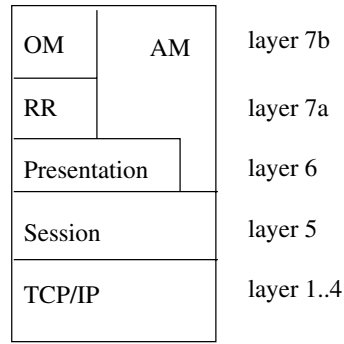 OM AM layer 7b
RR layer 7a
Presentation layer 6
Session layer 5
TCP/IP layer 1..4